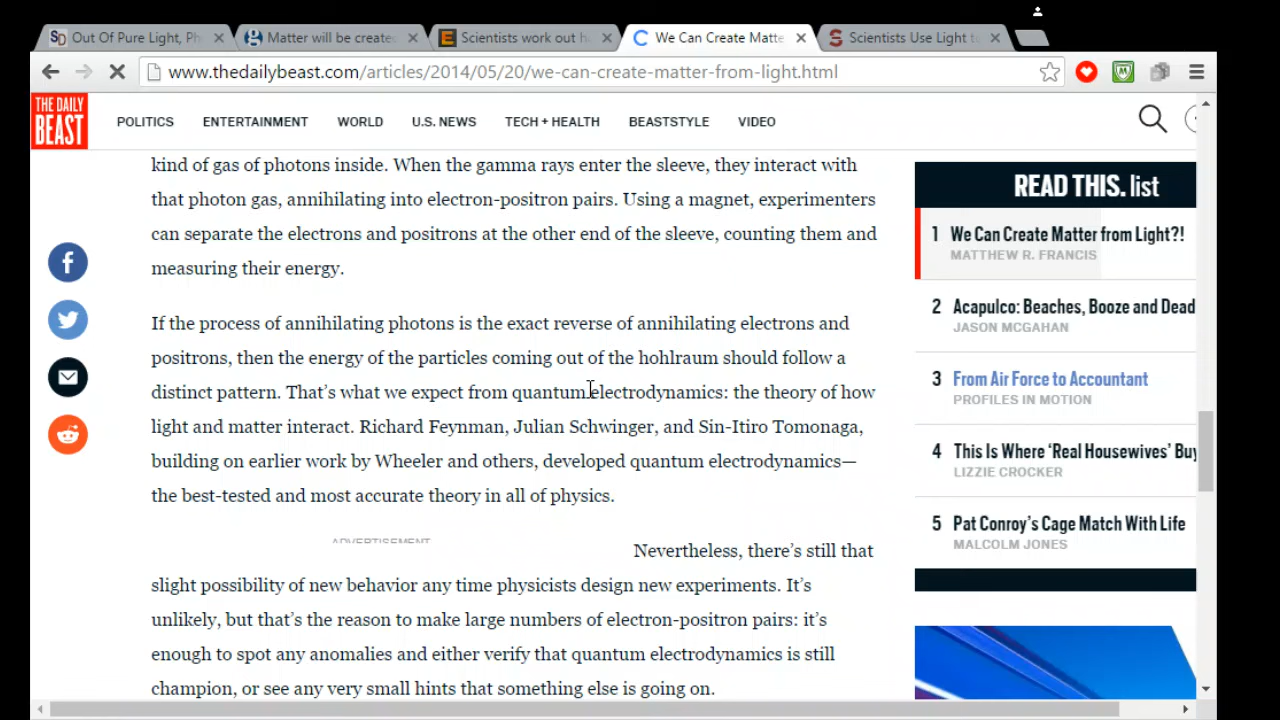 Out Of Pure Light, Ph
Matter will be create
Scientists work out h
We Can Create Matte
Scientists Use Light t
www.thedailybeast.com/articles/2014/05/20/we-can-create-matter-from-light.html
THE DAILY
BEAST
POLITICS ENTERTAINMENT WORLD U.S. NEWS TECH + HEALTH BEASTSTYLE VIDEO
kind of gas of photons inside. When the gamma rays enter the sleeve, they interact with
that photon gas, annihilating into electron-positron pairs. Using a magnet, experimenters
can separate the electrons and positrons at the other end of the sleeve, counting them and
measuring their energy.
If the process of annihilating photons is the exact reverse of annihilating electrons and
positrons, then the energy of the particles coming out of the hohlraum should follow a
distinct pattern. That's what we expect from quantum electrodynamics: the theory of how
light and matter interact. Richard Feynman, Julian Schwinger, and Sin-Itiro Tomonaga,
building on earlier work by Wheeler and others, developed quantum electrodynamics—
the best-tested and most accurate theory in all of physics.
ADVERTISEMENT
Nevertheless, there's still that
slight possibility of new behavior any time physicists design new experiments. It's
unlikely, but that's the reason to make large numbers of electron-positron pairs: it's
enough to spot any anomalies and either verify that quantum electrodynamics is still
champion, or see any very small hints that something else is going on.
READ THIS. list
1 We Can Create Matter from Light?!
MATTHEW R. FRANCIS
2 Acapulco: Beaches, Booze and Dead
JASON MCGAHAN
3 From Air Force to Accountant
PROFILES IN MOTION
4 This Is Where 'Real Housewives' Buy
LIZZIE CROCKER
5 Pat Conroy's Cage Match With Life
MALCOLM JONES